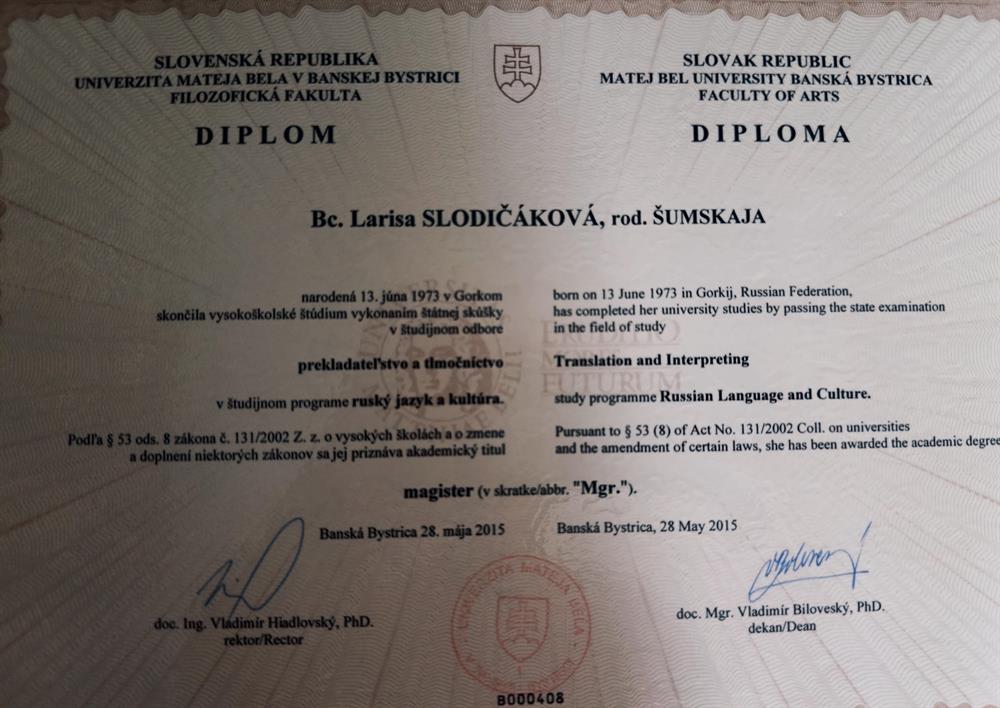 SLOVENSKÁ REPUBLIKA
UNIVERZITA MATEJA BELA V BANSKEJ BYSTRICI
FILOZOFICKÁ FAKULTA
DIPLOM
SLOVAK REPUBLIC
MATEJ BEL UNIVERSITY BANSKÁ BYSTRICA
FACULTY OF ARTS
DIPLOMA
Bc. Larisa SLODIČÁKOVÁ, rod. ŠUMSKAJA
narodená 13. júna 1973 v Gorkom
skončila vysokoškolské štúdium vykonaním štátnej skúšky
v študijnom odbore
prekladateľstvo a tlmočníctvo
v študijnom programe ruský jazyk a kultúra.
Podľa § 53 ods. 8 zákona č. 131/2002 Z. z. o vysokých školách a o zmene
a doplnení niektorých zákonov sa jej priznáva akademický titul
born on 13 June 1973 in Gorkij, Russian Federation,
has completed her university studies by passing the state examination
in the field of study
Translation and Interpreting
study programme Russian Language and Culture.
Pursuant to § 53 (8) of Act No. 131/2002 Coll. on universities
and the amendment of certain laws, she has been awarded the academic degree
magister (v skratke/abbr. "Mgr.").
Banská Bystrica 28. mája 2015
Banská Bystrica, 28 May 2015
doc. Ing. Vladimír Hiadlovský, PhD.
rektor/Rector
doc. Mgr. Vladimír Biloveský, PhD.
dekan/Dean
UNIVERZITA MATEJA BELA
B000408
ERUDITIO
FUTURUM